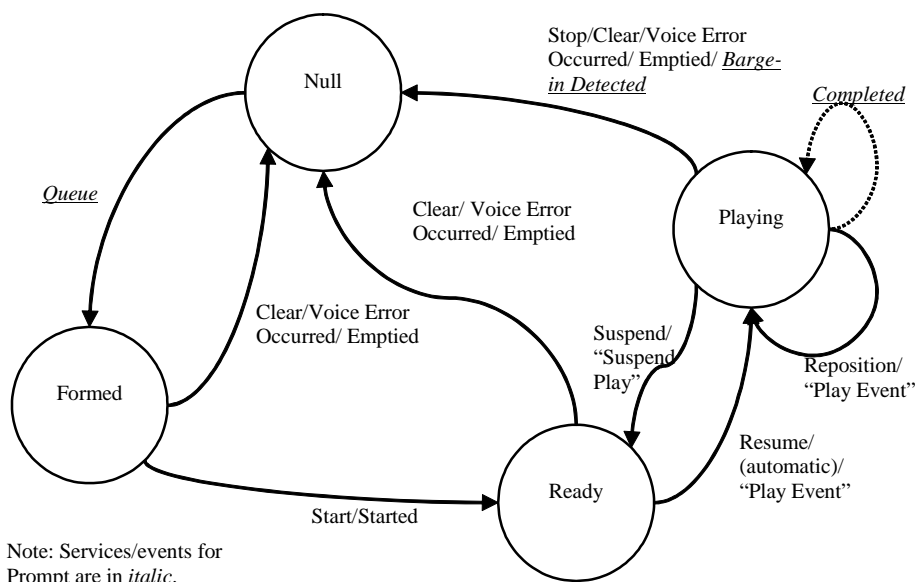 Stop/Clear/Voice Error
Occurred/ Emptied/ Barge-
in Detected
Completed
Null
Queue
Clear/ Voice Error
Occurred/ Emptied
Playing
Clear/Voice Error
Occurred/ Emptied
Suspend/
“Suspend
Play”
Reposition/
“Play Event”
Formed
Resume/
(automatic)/
“Play Event”
Ready
Start/Started
Note: Services/events for
Prompt are in italic.